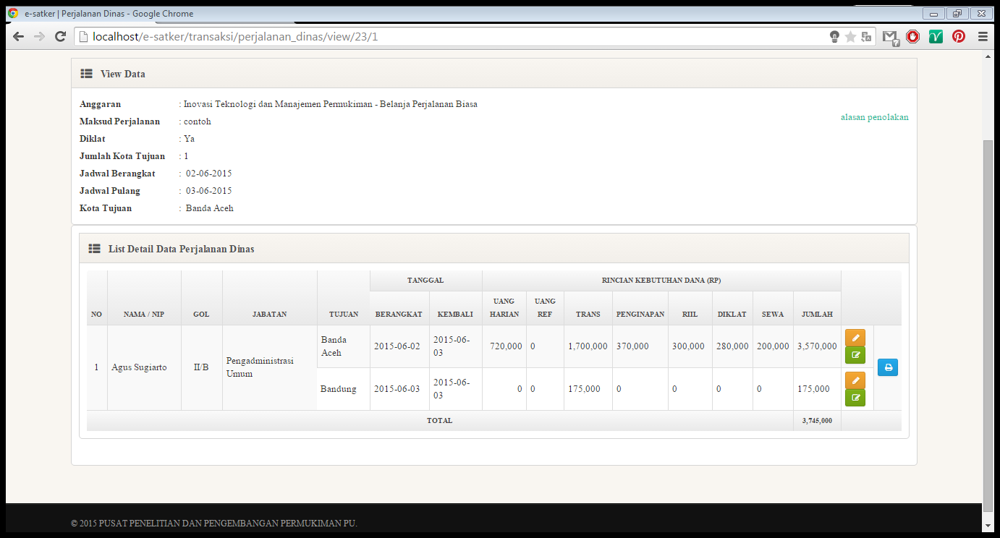 e-satker | Perjalanan Dinas - Google Chrome
localhost/e-satker/transaksi/perjalanan_dinas/view/23/1
View Data
Anggaran : Inovasi Teknologi dan Manajemen Permukiman - Belanja Perjalanan Biasa
alasan penolakan
Maksud Perjalanan : contoh
Diklat : Ya
Jumlah Kota Tujuan : 1
Jadwal Berangkat : 02-06-2015
Jadwal Pulang : 03-06-2015
Kota Tujuan : Banda Aceh
List Detail Data Perjalanan Dinas
TANGGAL RINCIAN KEBUTUHAN DANA (RP)
UANG UANG
NO NAMA / NIP GOL JABATAN TUJUAN BERANGKAT KEMBALI HARIAN REF TRANS PENGINAPAN RIIL DIKLAT SEWA JUMLAH
Banda 2015-06-
Aceh 2015-06-02 03 720,000 0 1,700,000 370,000 300,000 280,000 200,000 3,570,000
1 Agus Sugiarto II/B Pengadministrasi
Umum
2015-06-
Bandung 2015-06-03 03 0 0 175,000 0 0 0 0 175,000
TOTAL 3,745,000
© 2015 PUSAT PENELITIAN DAN PENGEMBANGAN PERMUKIMAN PU.